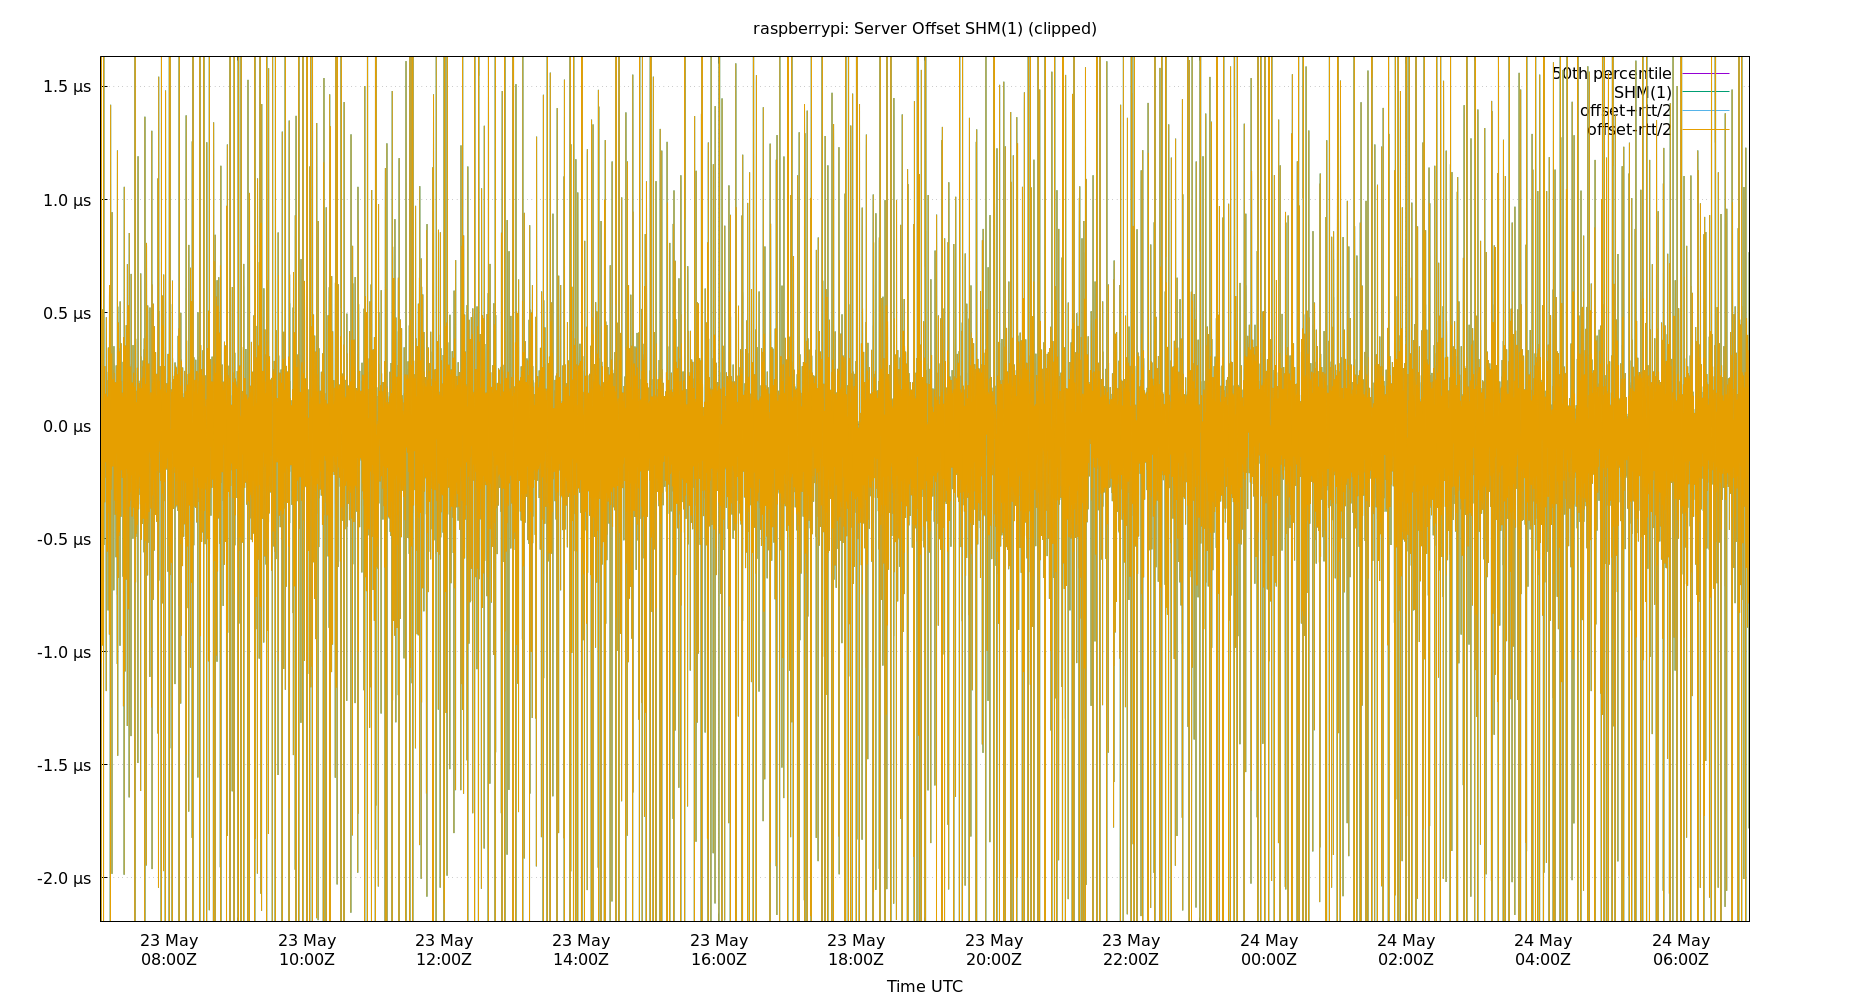 raspberrypi: Server Offset SHM(1) (clipped)
50th percentile
SHM(1)
offset+rtt/2
offset-rtt/2
1.5 µs
1.0 µs
0.5 µs
0.0 µs
-0.5 µs
-1.0 µs
-1.5 µs
-2.0 µs
23 May 23 May 23 May 23 May 23 May 23 May 23 May 23 May 24 May 24 May 24 May 24 May
08:00Z 10:00Z 12:00Z 14:00Z 16:00Z 18:00Z 20:00Z 22:00Z 00:00Z 02:00Z 04:00Z 06:00Z
Time UTC